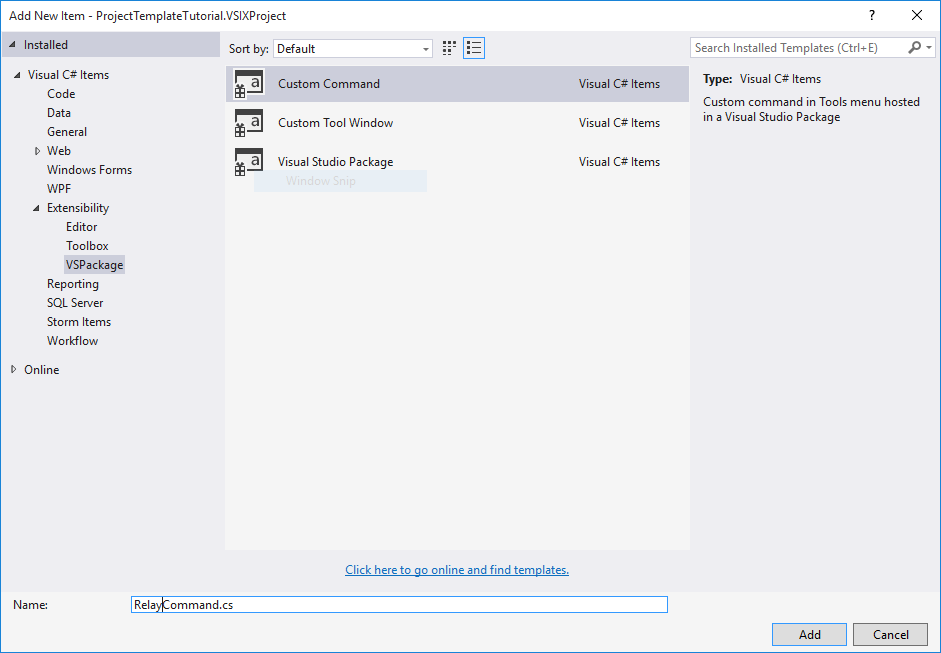 Add New Item - ProjectTemplateTutorial.VSIXProject ?
Installed
Visual C# Items
Code
Data
General
Web
Windows Forms
WPF
Extensibility
Editor
Toolbox
VSPackage
Reporting
SQL Server
Storm Items
Workflow
Online
Sort by: Default
Custom Command Visual C# Items
Custom Tool Window Visual C# Items
Visual Studio Package Visual C# Items
Window Snip
Click here to go online and find templates.
Search Installed Templates (Ctrl+E)
Type: Visual C# Items
Custom command in Tools menu hosted
in a Visual Studio Package
Name: RelayCommand.cs
Add Cancel